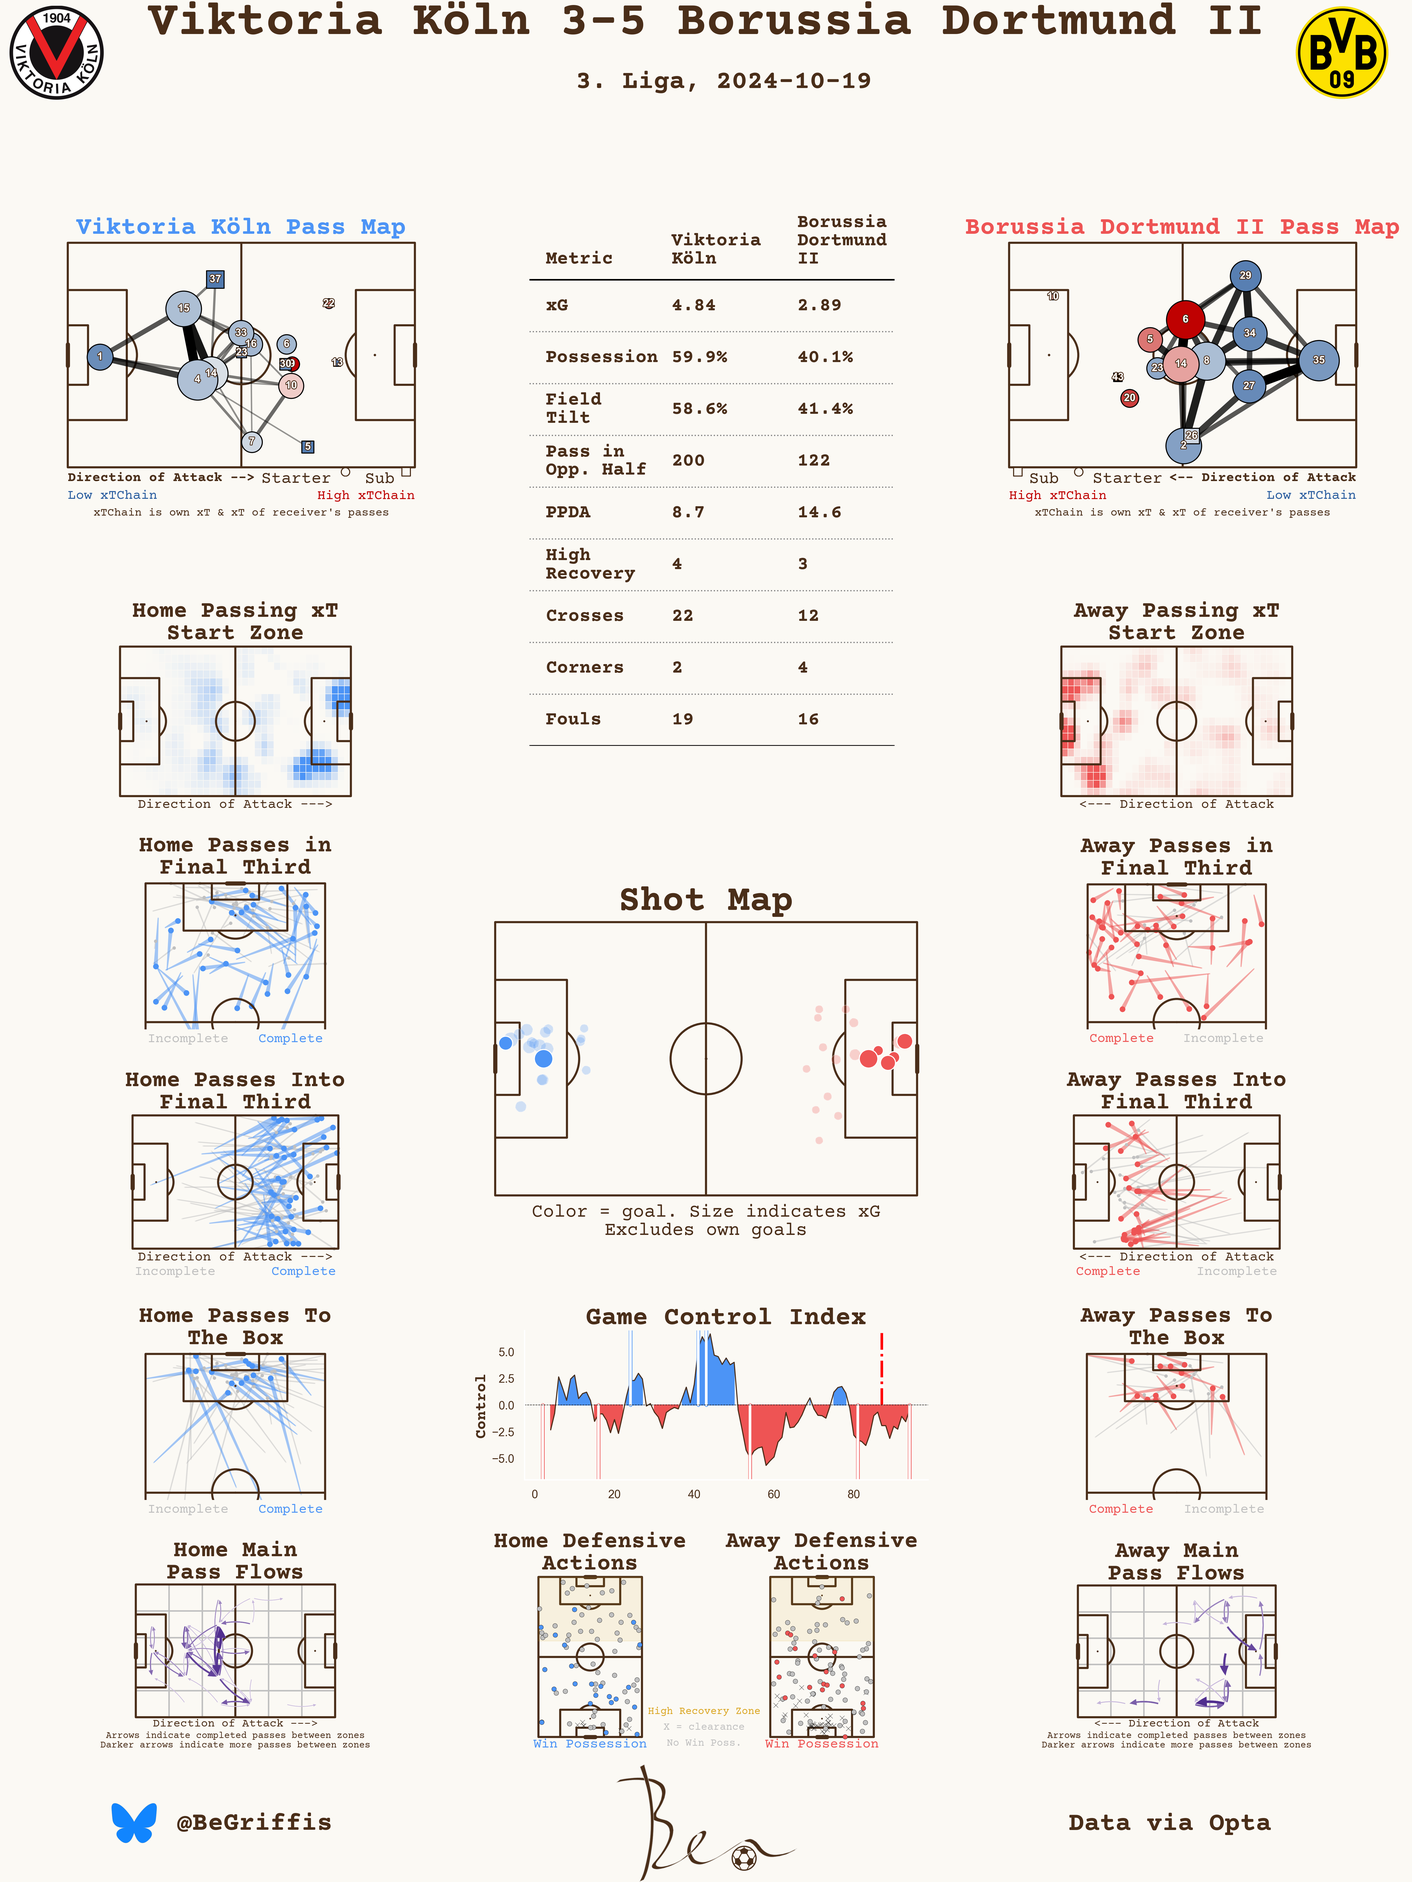 Viktoria Köln 3-5 Borussia Dortmund II
3. Liga, 2024-10-19
1904
VIKTORIA KÖLN
BVB
09
Viktoria Köln Pass Map
37
15
22
33
16
6
23
1
30
13
14
4
10
7
5
Direction of Attack --> Starter Sub
Low xTChain High xTChain
xTChain is own xT & xT of receiver's passes
Metric Viktoria Köln Borussia Dortmund II
xG 4.84 2.89
Possession 59.9% 40.1%
Field Tilt 58.6% 41.4%
Pass in Opp. Half 200 122
PPDA 8.7 14.6
High Recovery 4 3
Crosses 22 12
Corners 2 4
Fouls 19 16
Borussia Dortmund II Pass Map
29
10
6
34
5
8
35
14
23
43
27
20
26
2
Sub Starter <-- Direction of Attack
High xTChain Low xTChain
xTChain is own xT & xT of receiver's passes
Home Passing xT
Start Zone
Direction of Attack --->
Away Passing xT
Start Zone
<--- Direction of Attack
Home Passes in
Final Third
Incomplete Complete
Away Passes in
Final Third
Complete Incomplete
Shot Map
Color = goal. Size indicates xG
Excludes own goals
Home Passes Into
Final Third
Direction of Attack --->
Incomplete Complete
Away Passes Into
Final Third
<--- Direction of Attack
Complete Incomplete
Home Passes To
The Box
Incomplete Complete
Game Control Index
Control
5.0
2.5
0.0
−2.5
−5.0
0 20 40 60 80
Away Passes To
The Box
Complete Incomplete
Home Main
Pass Flows
Direction of Attack --->
Arrows indicate completed passes between zones
Darker arrows indicate more passes between zones
Home Defensive
Actions
Win Possession
High Recovery Zone
X = clearance
No Win Poss.
Away Defensive
Actions
Win Possession
Away Main
Pass Flows
<--- Direction of Attack
Arrows indicate completed passes between zones
Darker arrows indicate more passes between zones
@BeGriffis
Ben
Data via Opta